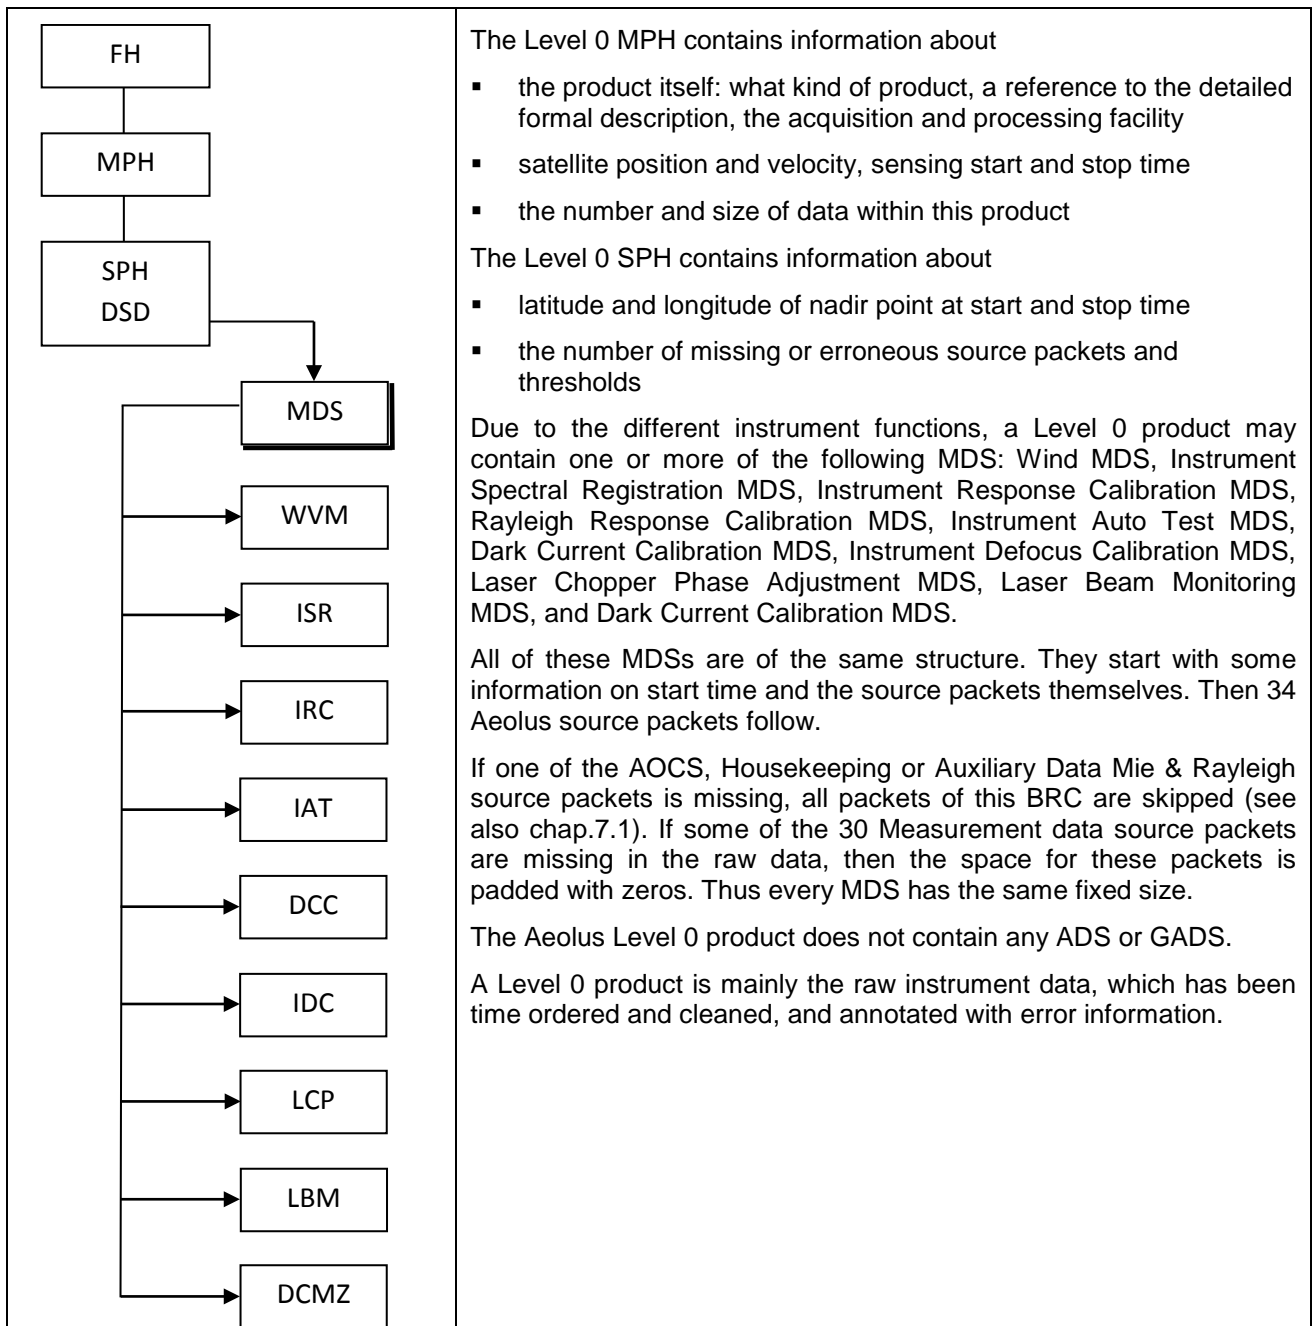 FH
MPH
SPH
DSD
MDS
WVM
ISR
IRC
IAT
DCC
IDC
LCP
LBM
DCMZ
The Level 0 MPH contains information about
▪ the product itself: what kind of product, a reference to the detailed
formal description, the acquisition and processing facility
▪ satellite position and velocity, sensing start and stop time
▪ the number and size of data within this product
The Level 0 SPH contains information about
▪ latitude and longitude of nadir point at start and stop time
▪ the number of missing or erroneous source packets and
thresholds
Due to the different instrument functions, a Level 0 product may
contain one or more of the following MDS: Wind MDS, Instrument
Spectral Registration MDS, Instrument Response Calibration MDS,
Rayleigh Response Calibration MDS, Instrument Auto Test MDS,
Dark Current Calibration MDS, Instrument Defocus Calibration MDS,
Laser Chopper Phase Adjustment MDS, Laser Beam Monitoring
MDS, and Dark Current Calibration MDS.
All of these MDSs are of the same structure. They start with some
information on start time and the source packets themselves. Then 34
Aeolus source packets follow.
If one of the AOCS, Housekeeping or Auxiliary Data Mie & Rayleigh
source packets is missing, all packets of this BRC are skipped (see
also chap.7.1). If some of the 30 Measurement data source packets
are missing in the raw data, then the space for these packets is
padded with zeros. Thus every MDS has the same fixed size.
The Aeolus Level 0 product does not contain any ADS or GADS.
A Level 0 product is mainly the raw instrument data, which has been
time ordered and cleaned, and annotated with error information.